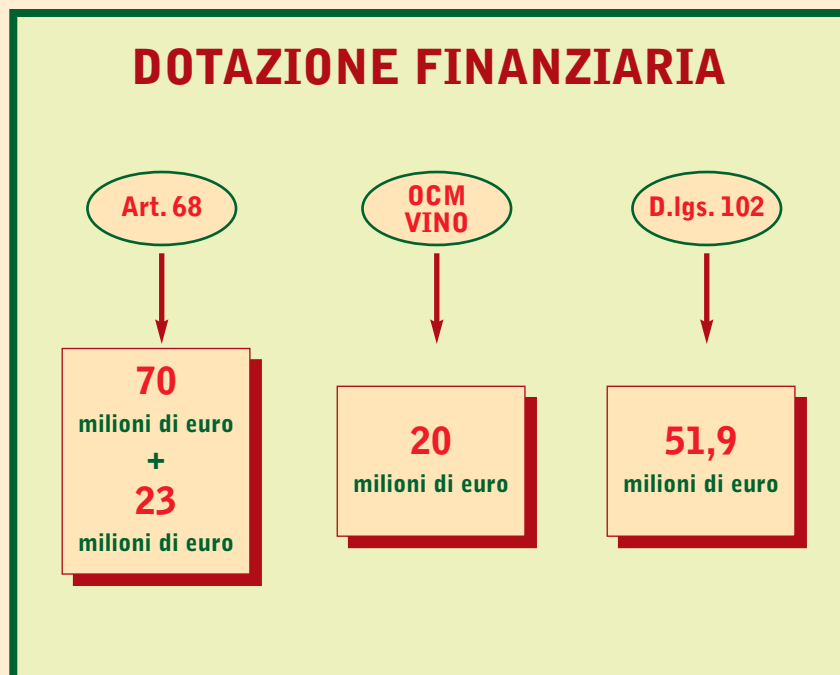 DOTAZIONE FINANZIARIA
Art. 68
OCM
VINO
D.lgs. 102
70
milioni di euro
+
23
milioni di euro
20
milioni di euro
51,9
milioni di euro